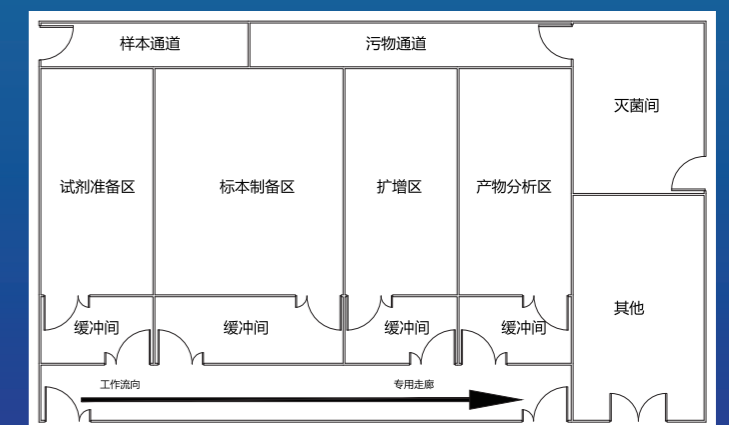 样本通道
污物通道
灭菌间
试剂准备区
标本制备区
扩增区
产物分析区
其他
缓冲间
缓冲间
缓冲间
缓冲间
工作流向
专用走廊